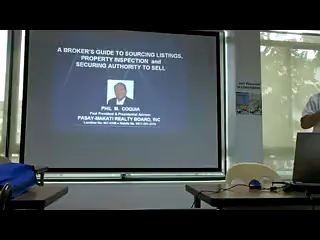 A BROKER'S GUIDE TO SOURCING LISTINGS,
PROPERTY INSPECTION and
SECURING AUTHORITY TO SELL
PHIL M. COQUIA
Past President & Presidential Adviser
PASAY-MAKATI REALTY BOARD, INC